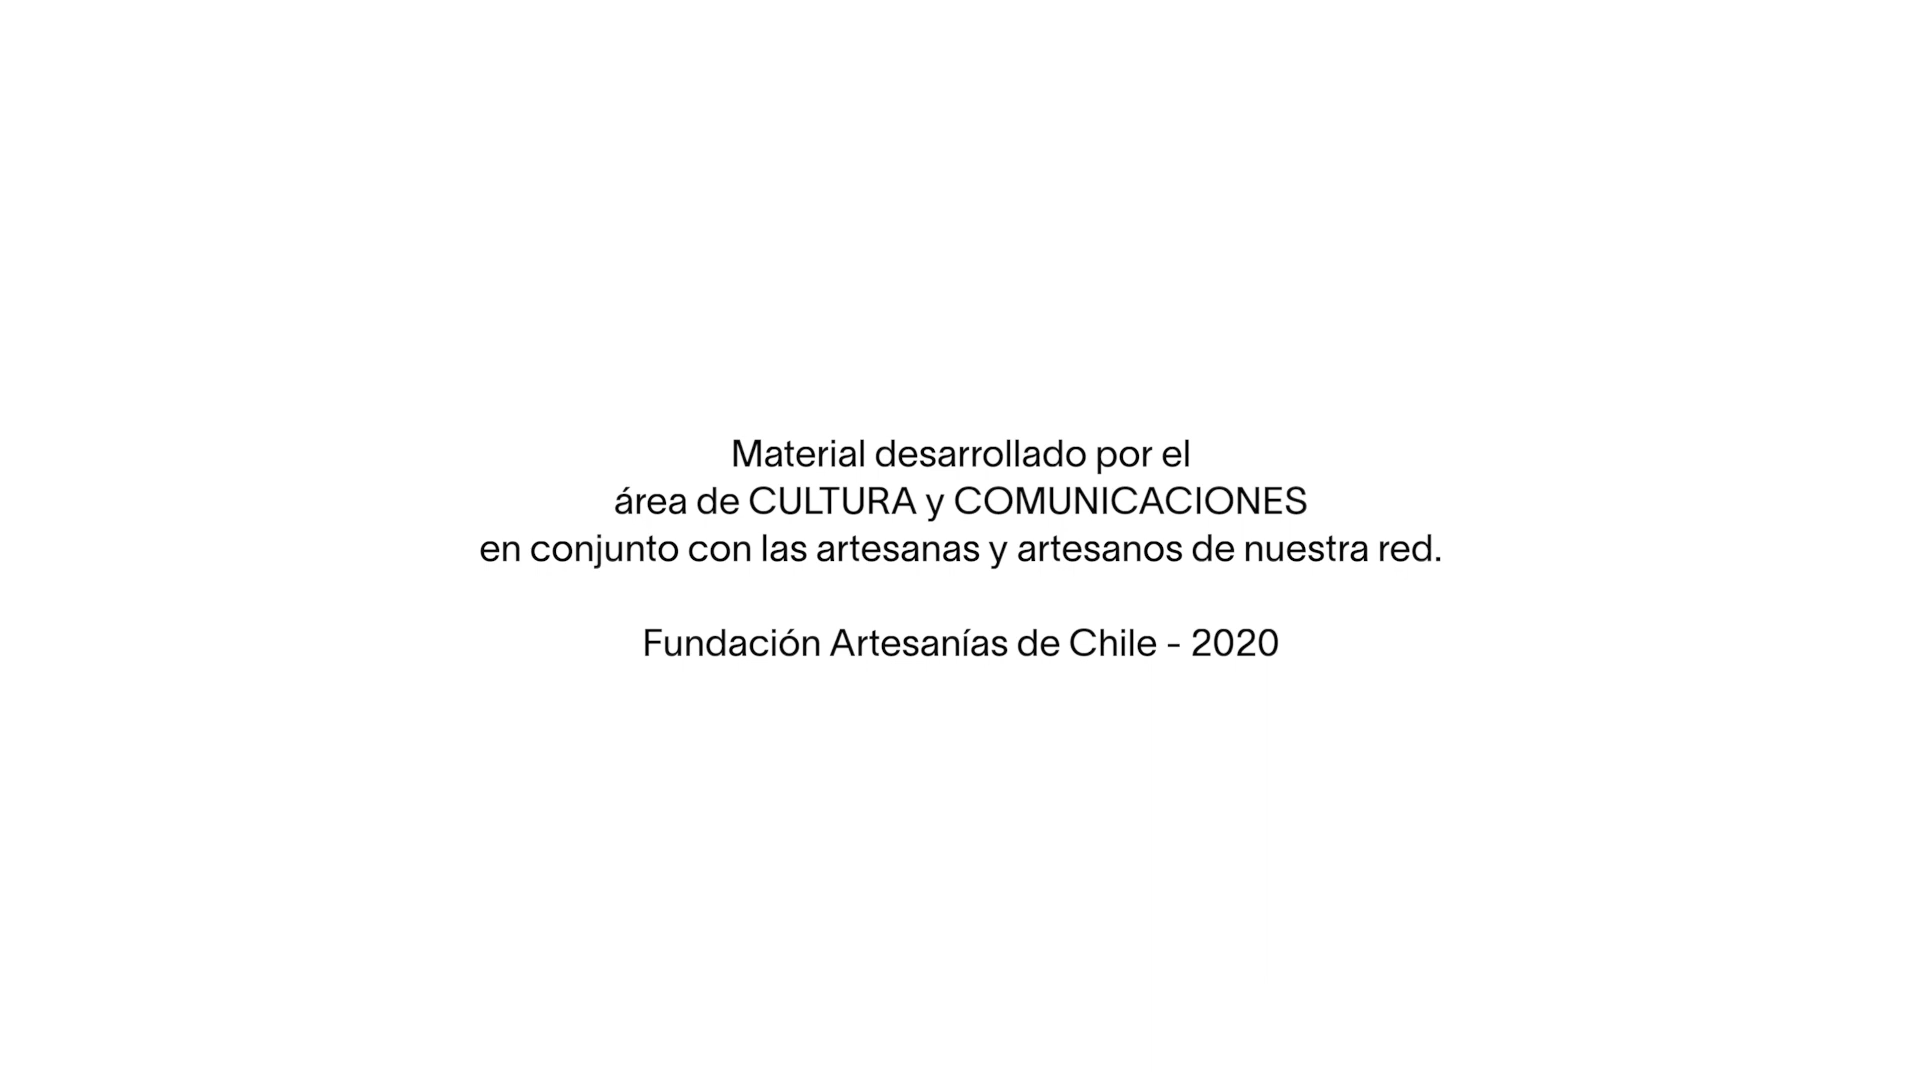 Material desarrollado por el
área de CULTURA y COMUNICACIONES
en conjunto con las artesanas y artesanos de nuestra red.
Fundación Artesanías de Chile - 2020